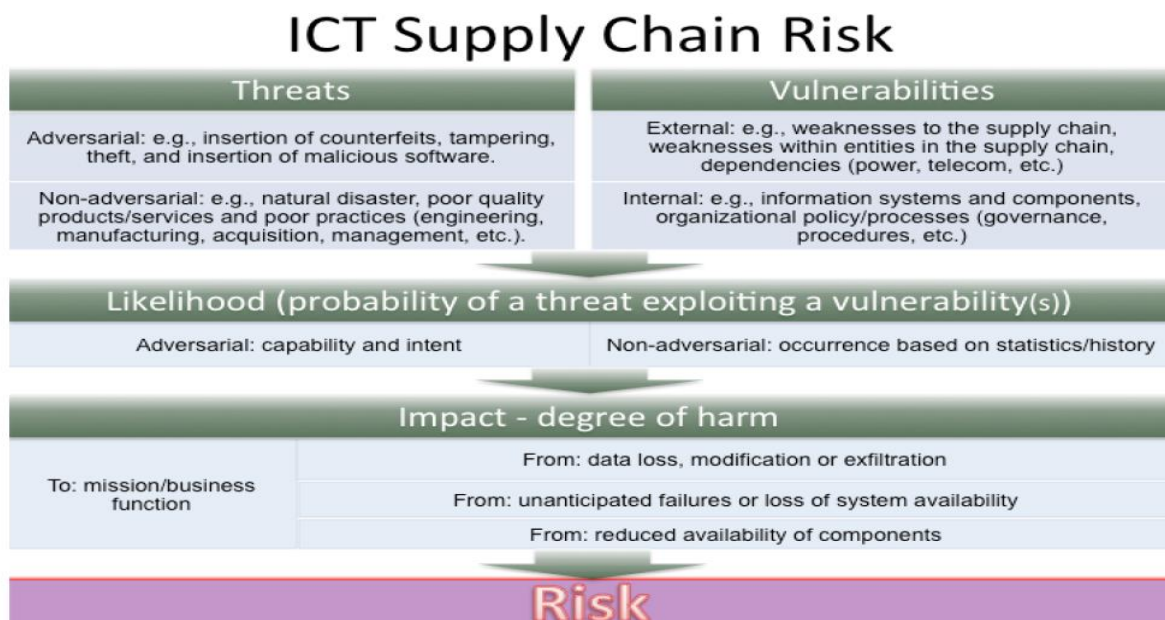 ICT Supply Chain Risk
Threats
Adversarial: e.g., insertion of counterfeits, tampering,
theft, and insertion of malicious software.
Non-adversarial: e.g., natural disaster, poor quality
products/services and poor practices (engineering,
manufacturing, acquisition, management, etc.).
Vulnerabilities
External: e.g., weaknesses to the supply chain,
weaknesses within entities in the supply chain,
dependencies (power, telecom, etc.)
Internal: e.g., information systems and components,
organizational policy/processes (governance,
procedures, etc.)
Likelihood (probability of a threat exploiting a vulnerability(s))
Adversarial: capability and intent
Non-adversarial: occurrence based on statistics/history
Impact - degree of harm
To: mission/business
function
From: data loss, modification or exfiltration
From: unanticipated failures or loss of system availability
From: reduced availability of components
Risk